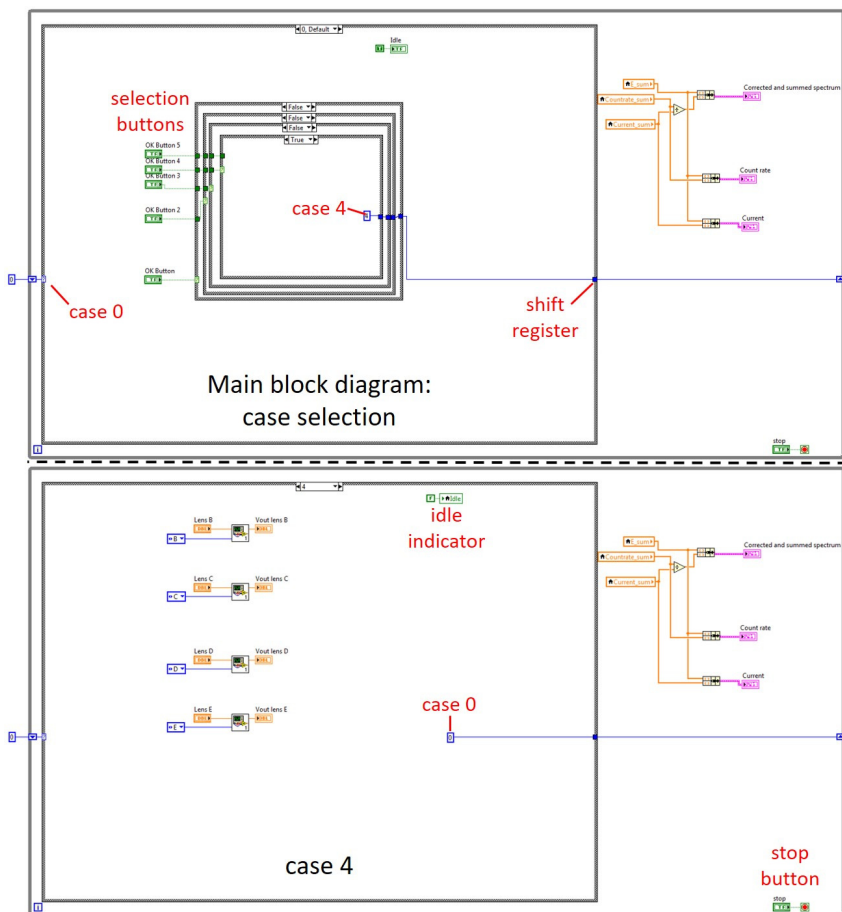 0, Default
Idle
E_sum
Corrected and summed spectrum
Countrate_sum
selection
buttons
False
Current_sum
False
False
True
OK Button 5
OK Button 4
OK Button 3
Count rate
case 4
4
OK Button 2
Current
OK Button
0
case 0
shift
register
Main block diagram:
case selection
i
stop
4
F
Idle
idle
indicator
Lens B
Vout lens B
B
E_sum
Corrected and summed spectrum
Countrate_sum
Lens C
Vout lens C
C
Current_sum
Count rate
Lens D
Vout lens D
D
Current
Lens E
Vout lens E
E
case 0
0
0
case 4
stop
button
stop
i